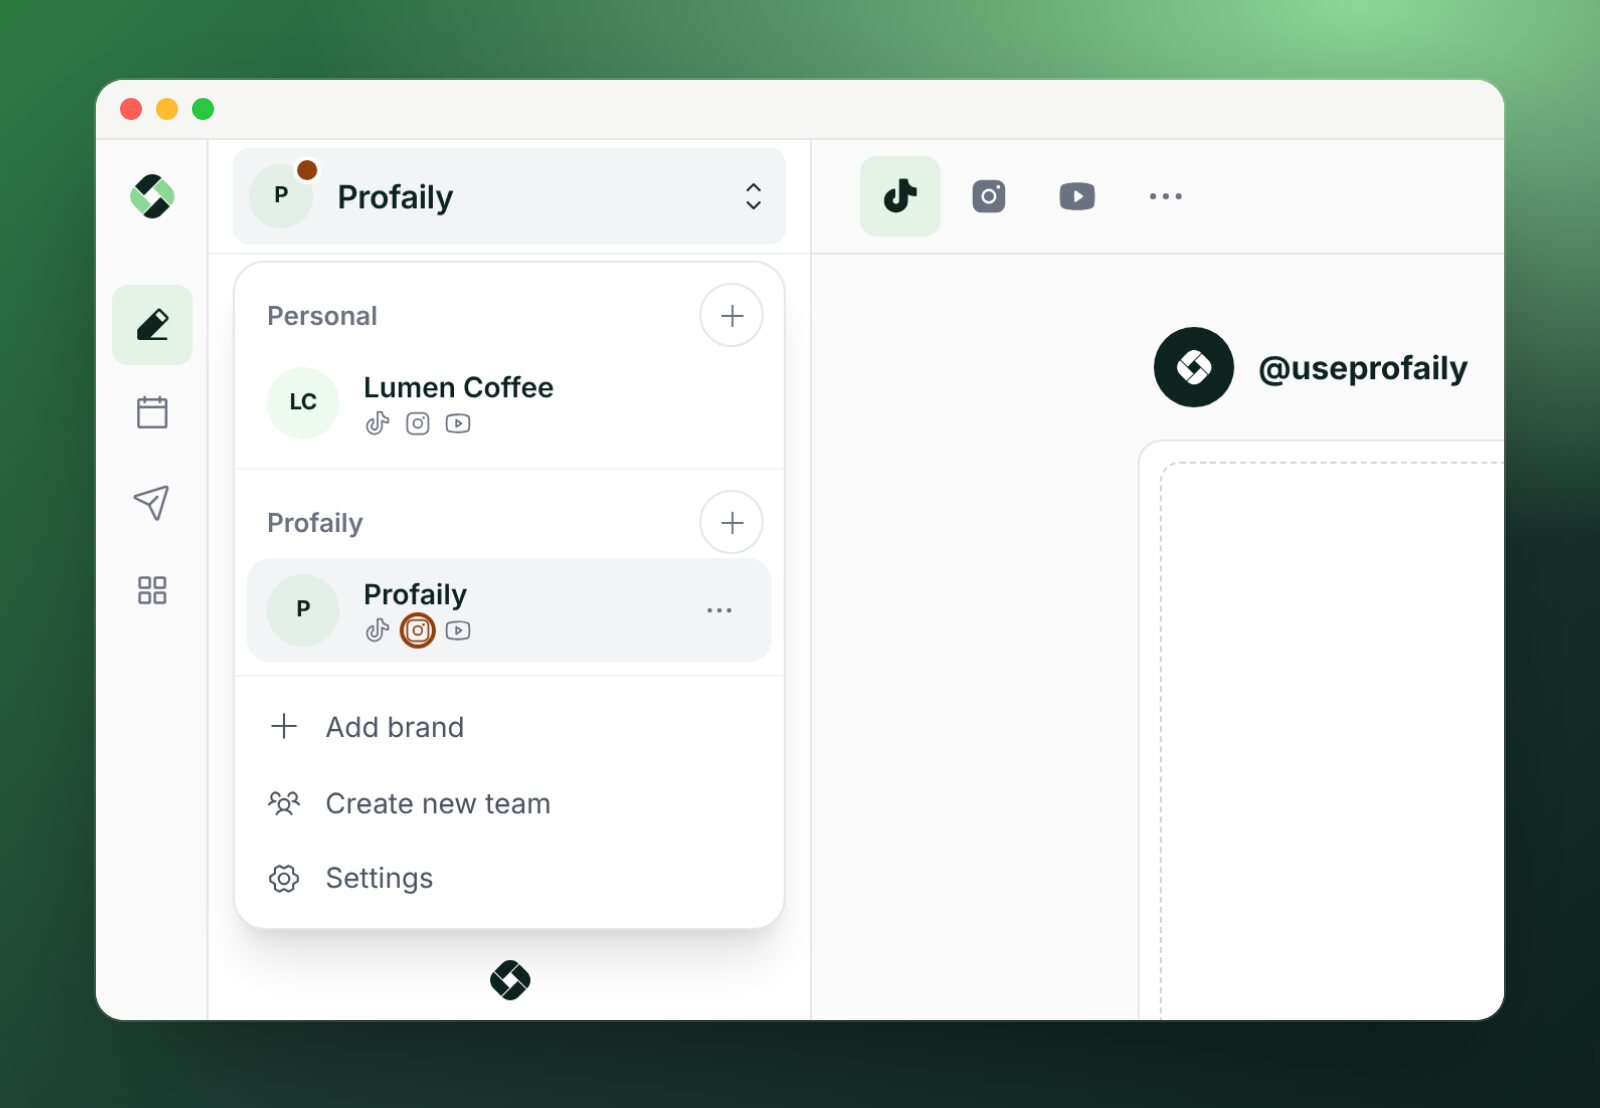 P
Profaily
Personal
LC
Lumen Coffee
Profaily
P
Profaily
Add brand
Create new team
Settings
@useprofaily